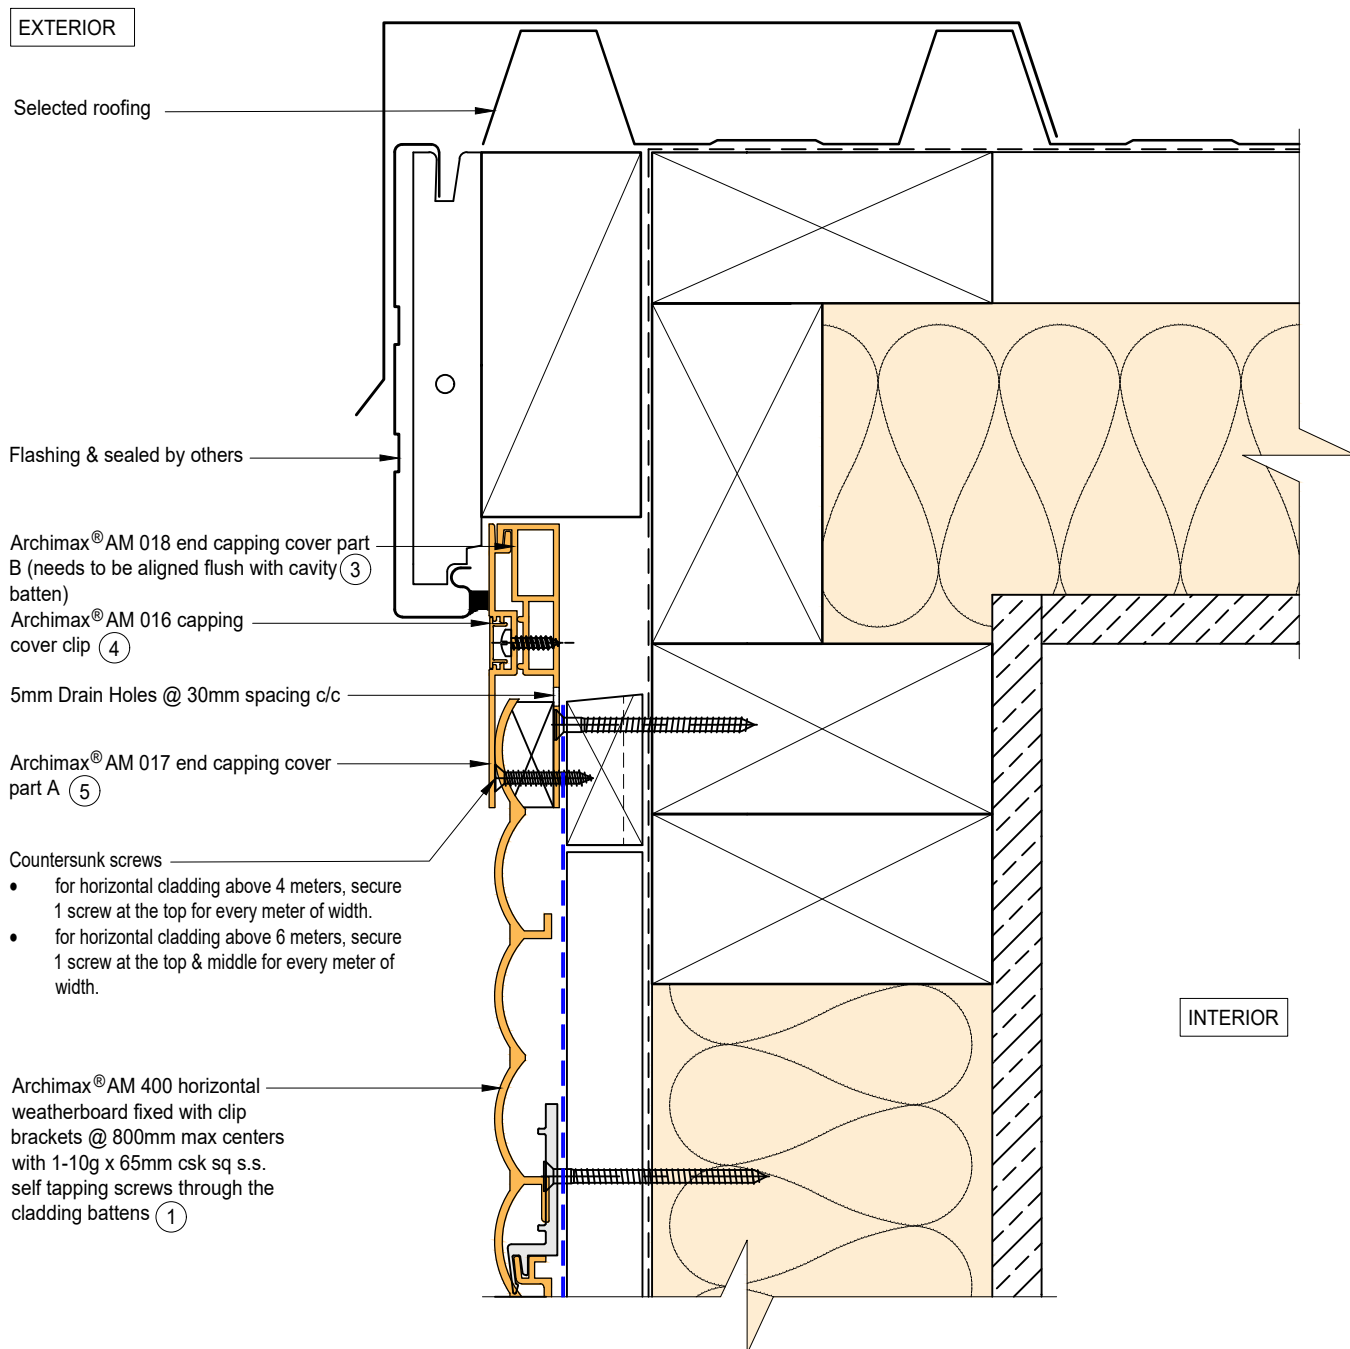 EXTERIOR
Selected roofing
Flashing & sealed by others
Archimax® AM 018 end capping cover part
B (needs to be aligned flush with cavity 3
batten)
Archimax® AM 016 capping
cover clip 4
5mm Drain Holes @ 30mm spacing c/c
Archimax® AM 017 end capping cover
part A 5
Countersunk screws
• for horizontal cladding above 4 meters, secure
1 screw at the top for every meter of width.
• for horizontal cladding above 6 meters, secure
1 screw at the top & middle for every meter of
width.
Archimax® AM 400 horizontal
weatherboard fixed with clip
brackets @ 800mm max centers
with 1-10g x 65mm csk sq s.s.
self tapping screws through the
cladding battens 1
INTERIOR